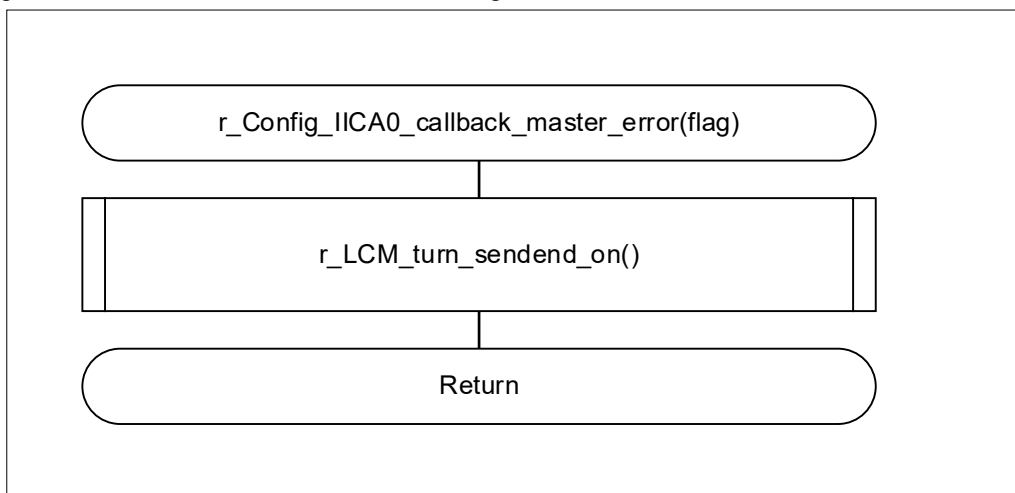 r_Config_IICA0_callback_master_error(flag)
r_LCM_turn_sendend_on()
Return